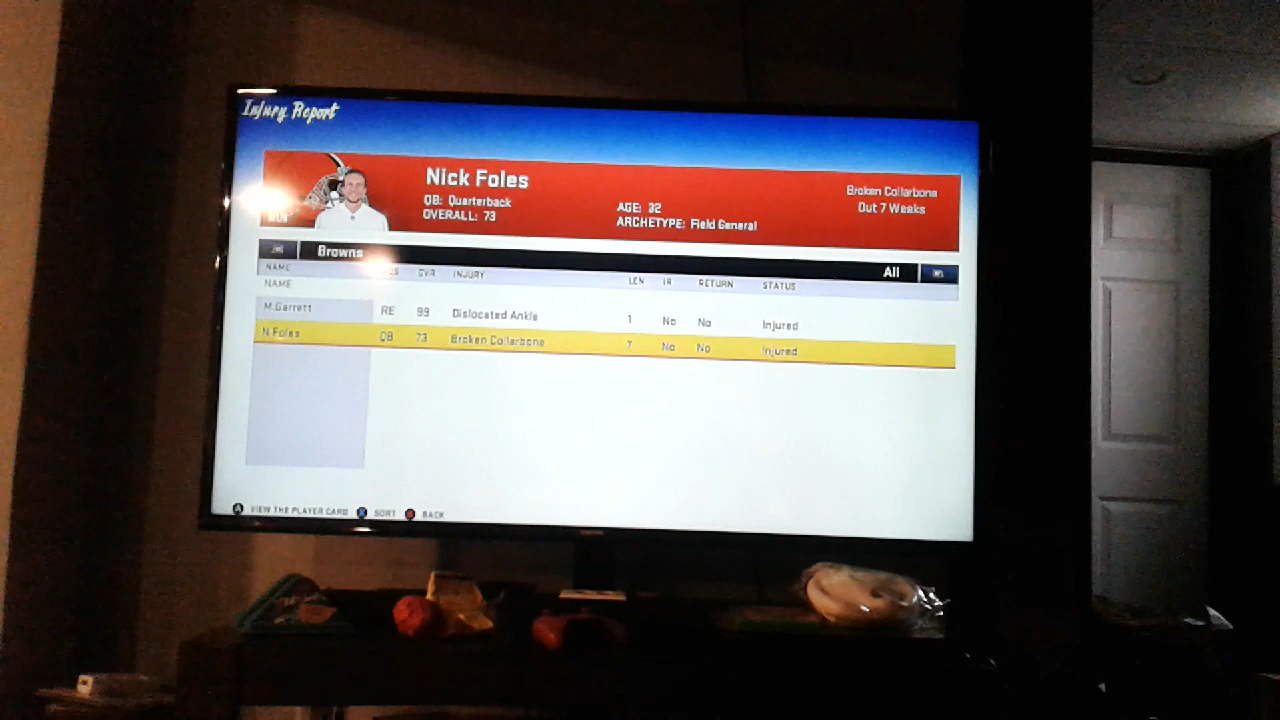 Injury Report
Nick Foles
QB: Quarterback
OVERALL: 73
AGE: 32
ARCHETYPE: Field General
Broken Collarbone
Out 7 Weeks
Browns
All
NAME OVR INJURY LEN IR RETURN STATUS
NAME
M.Garrett RE 99 Dislocated Ankle 1 No No Injured
N.Foles QB 73 Broken Collarbone 7 No No Injured
A VIEW THE PLAYER CARD X SORT B BACK